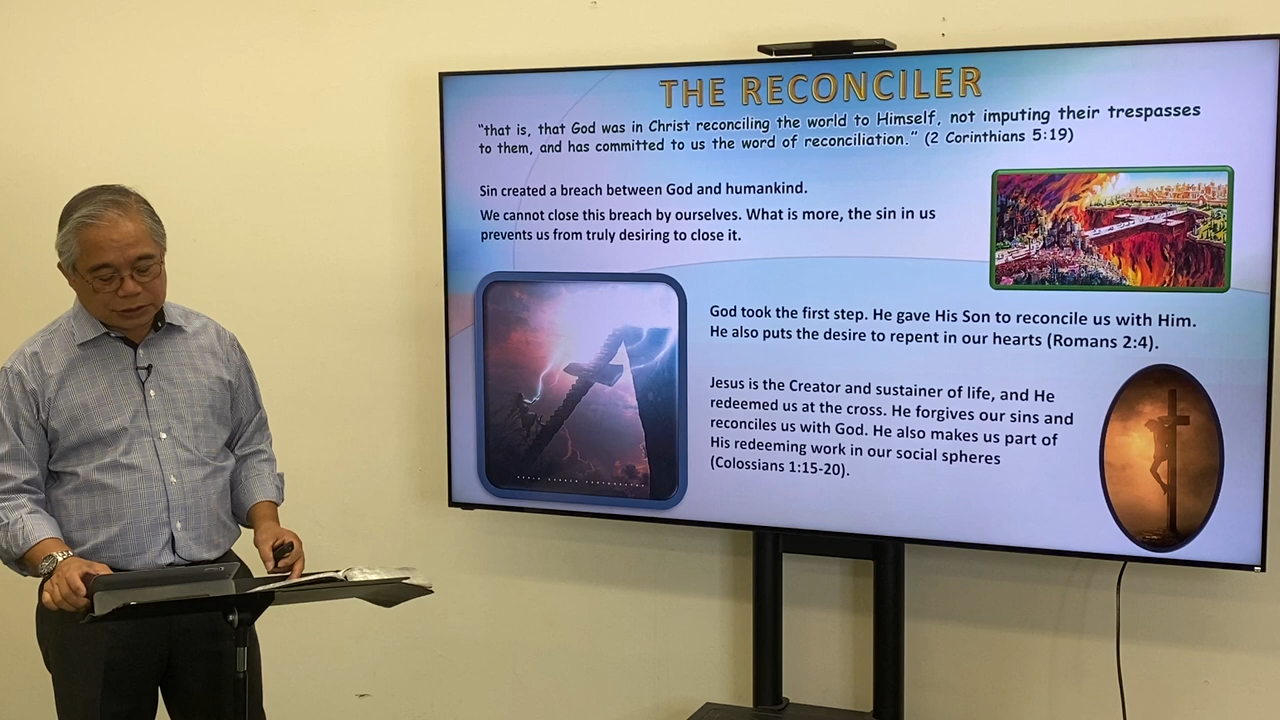 THE RECONCILER
"that is, that God was in Christ reconciling the world to Himself, not imputing their trespasses
to them, and has committed to us the word of reconciliation." (2 Corinthians 5:19)
Sin created a breach between God and humankind.
We cannot close this breach by ourselves. What is more, the sin in us
prevents us from truly desiring to close it.
God took the first step. He gave His Son to reconcile us with Him.
He also puts the desire to repent in our hearts (Romans 2:4).
Jesus is the Creator and sustainer of life, and He
redeemed us at the cross. He forgives our sins and
reconciles us with God. He also makes us part of
His redeeming work in our social spheres
(Colossians 1:15-20).